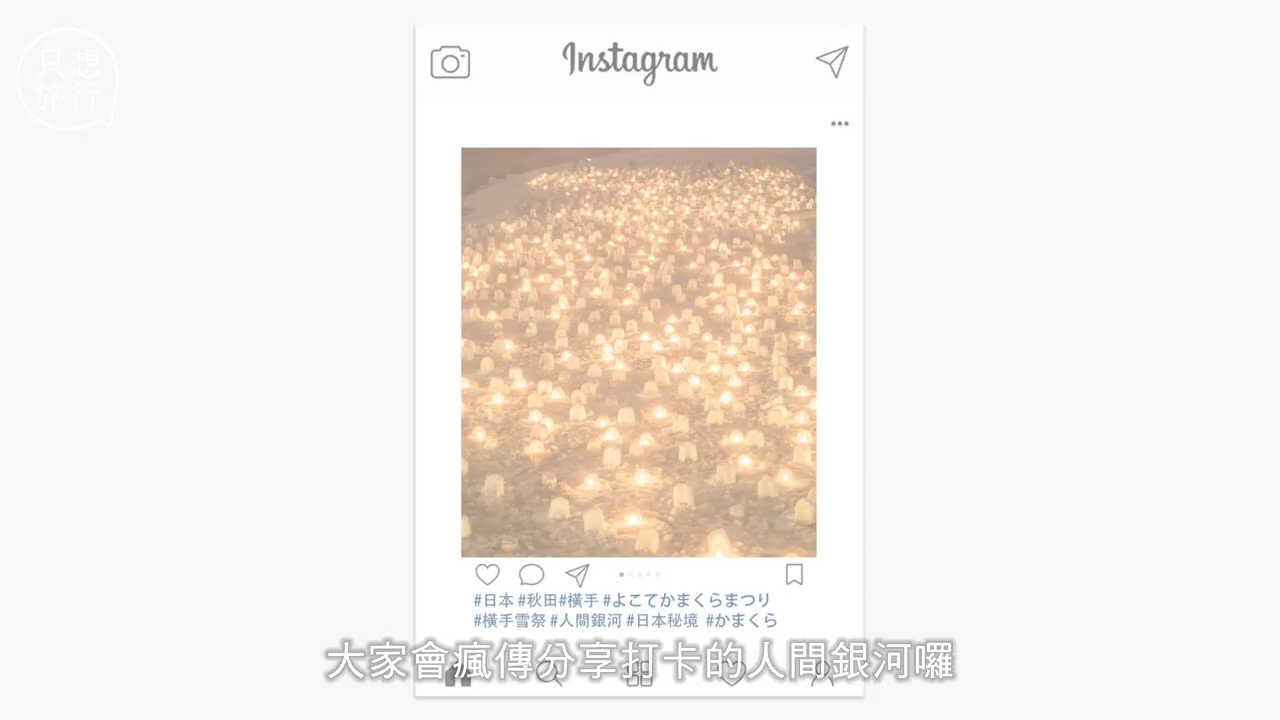 只想
旅行
Instagram
#日本 #秋田#橫手 #よこてかまくらまつり
#橫手雪祭 #人間銀河 #日本秘境 #かまくら
大家會瘋傳分享打卡的人間銀河囉